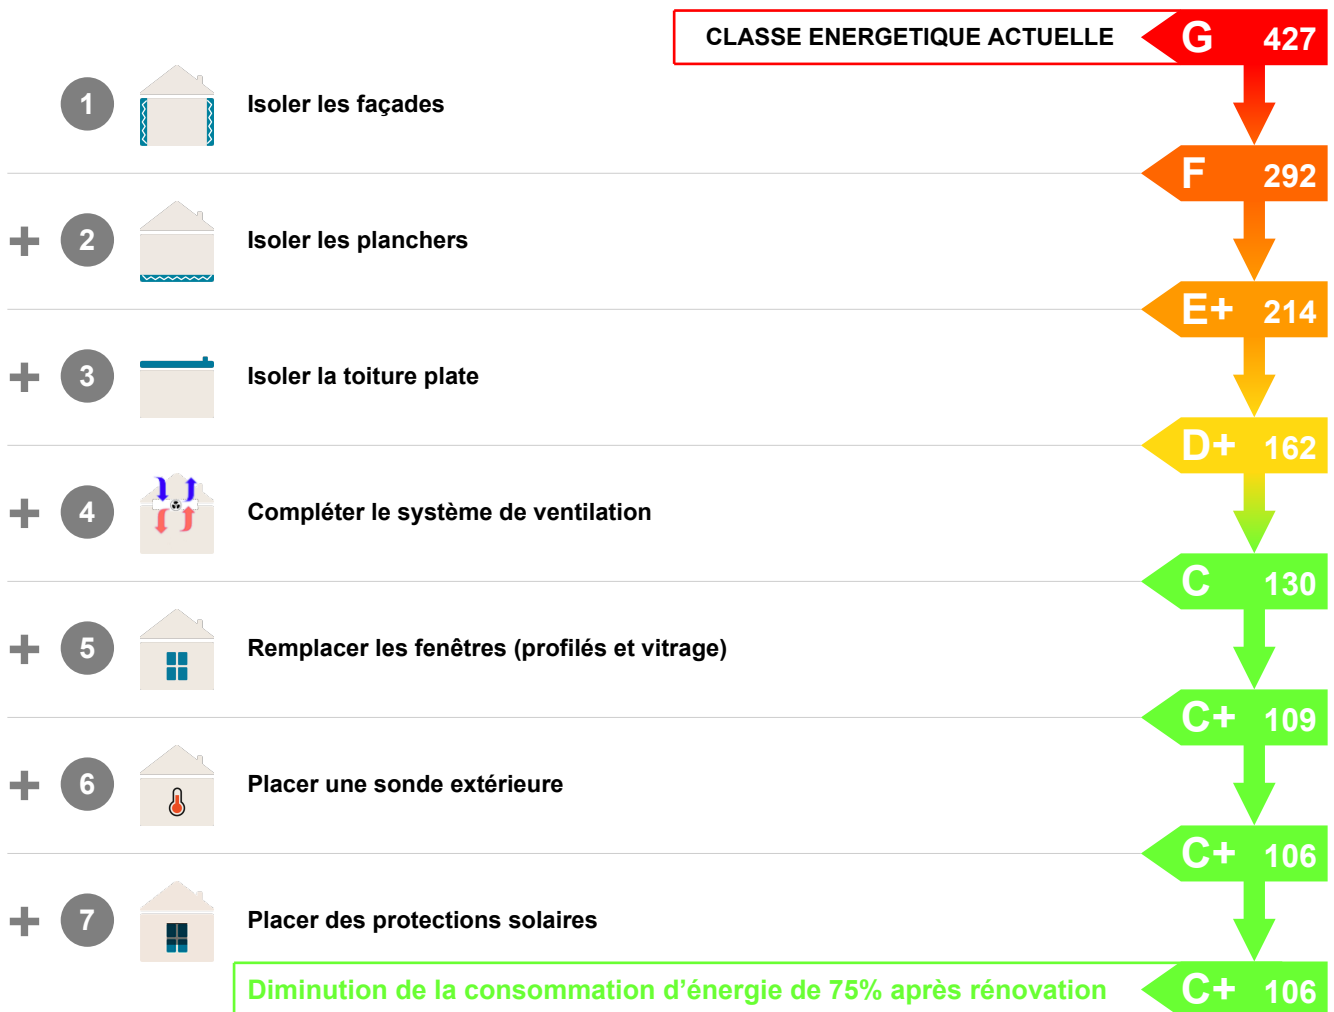 CLASSE ENERGETIQUE ACTUELLE G 427
1 Isoler les façades
F 292
+ 2 Isoler les planchers
E+ 214
+ 3 Isoler la toiture plate
D+ 162
+ 4 Compléter le système de ventilation
C 130
+ 5 Remplacer les fenêtres (profilés et vitrage)
C+ 109
+ 6 Placer une sonde extérieure
C+ 106
+ 7 Placer des protections solaires
Diminution de la consommation d’énergie de 75% après rénovation C+ 106